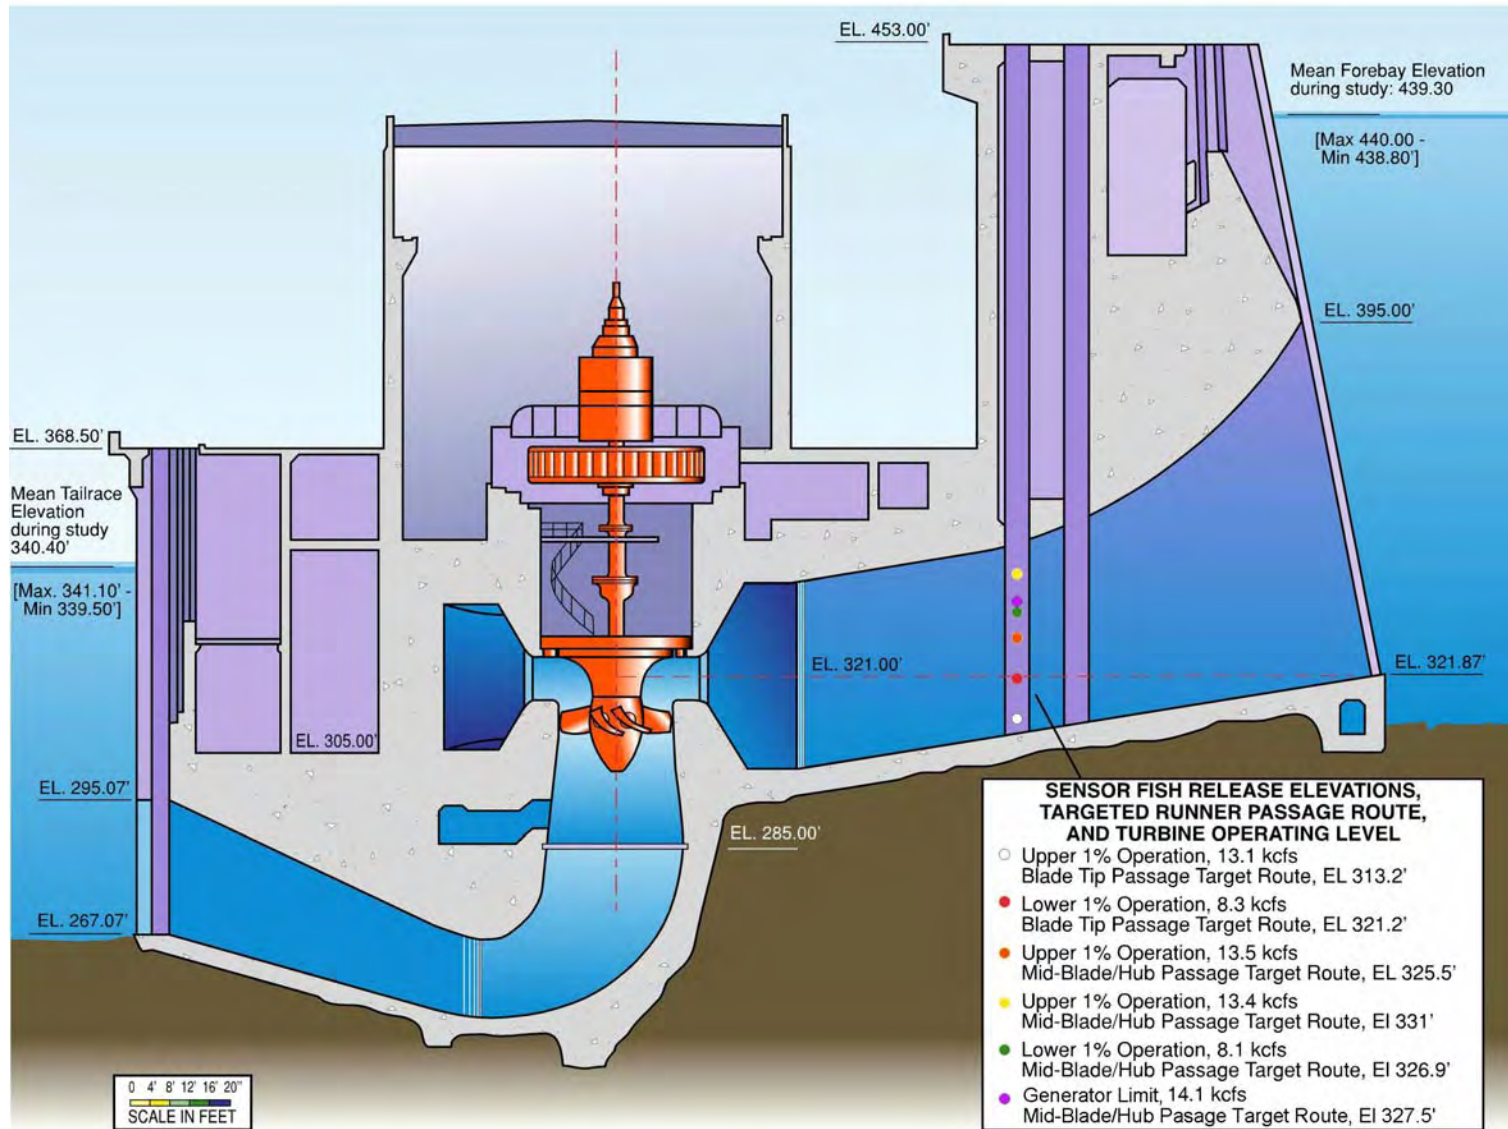 EL. 453.00'
Mean Forebay Elevation
during study: 439.30
[Max 440.00 -
Min 438.80']
EL. 395.00'
EL. 368.50'
Mean Tailrace
Elevation
during study
340.40'
[Max. 341.10' -
Min 339.50']
EL. 321.00'
EL. 321.87'
EL. 305.00'
EL. 295.07'
EL. 285.00'
EL. 267.07'
SENSOR FISH RELEASE ELEVATIONS,
TARGETED RUNNER PASSAGE ROUTE,
AND TURBINE OPERATING LEVEL
Upper 1% Operation, 13.1 kcfs
Blade Tip Passage Target Route, EL 313.2'
Lower 1% Operation, 8.3 kcfs
Blade Tip Passage Target Route, EL 321.2'
Upper 1% Operation, 13.5 kcfs
Mid-Blade/Hub Passage Target Route, EL 325.5'
Upper 1% Operation, 13.4 kcfs
Mid-Blade/Hub Passage Target Route, El 331'
Lower 1% Operation, 8.1 kcfs
Mid-Blade/Hub Passage Target Route, El 326.9'
Generator Limit, 14.1 kcfs
Mid-Blade/Hub Pasage Target Route, El 327.5'
0 4' 8' 12' 16' 20"
SCALE IN FEET